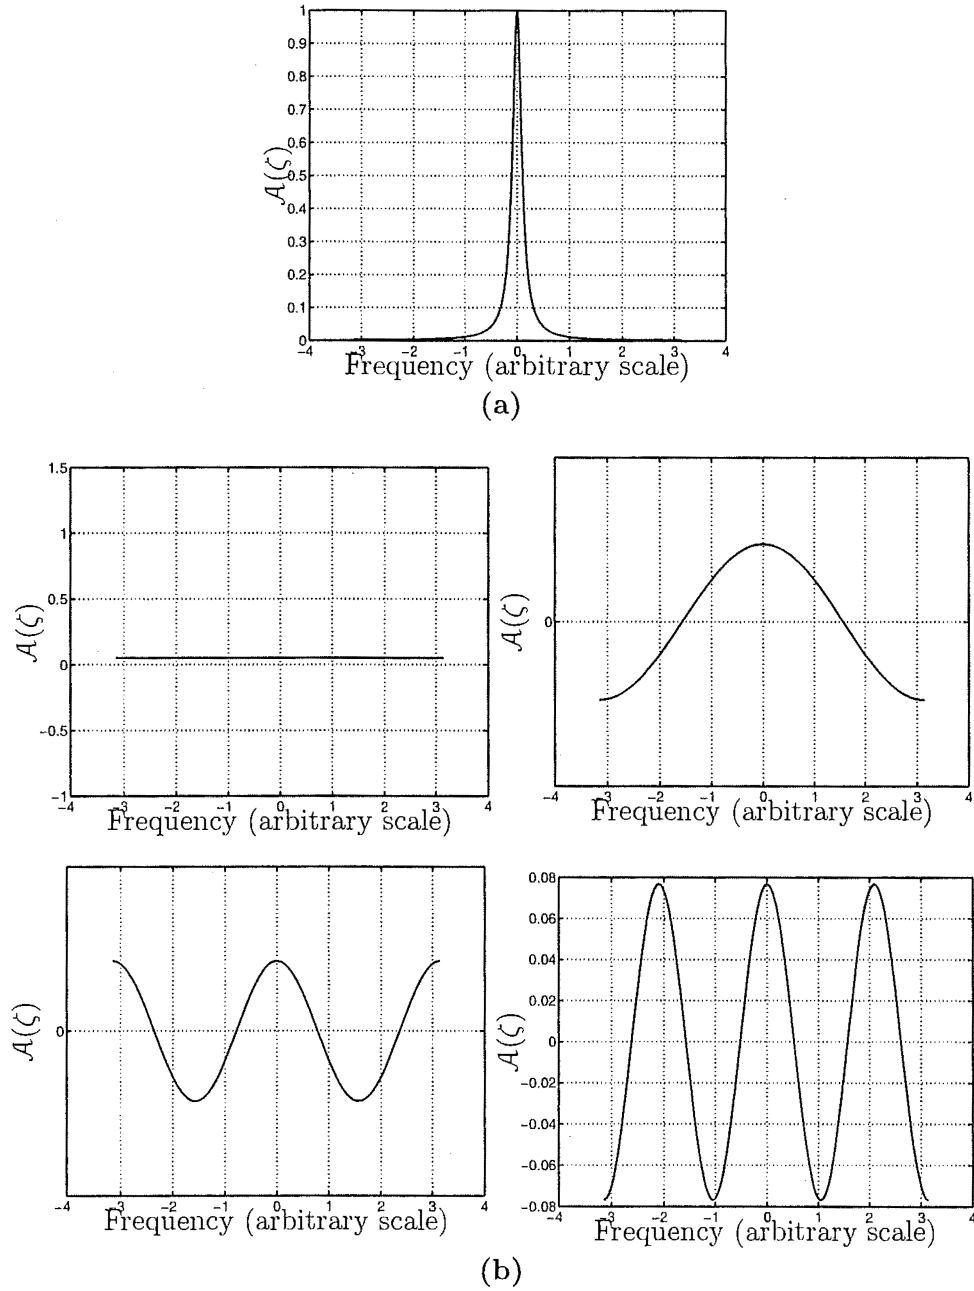 1
0.9
0.8
0.7
0.6
0.5
0.4
0.3
0.2
0.1
0
A(ζ)
-4 -3 -2 -1 0 1 2 3 4
Frequency (arbitrary scale)
(a)
1.5
1
0.5
0
-0.5
-1
A(ζ)
-4 -3 -2 -1 0 1 2 3 4
Frequency (arbitrary scale)
0
A(ζ)
-4 -3 -2 -1 0 1 2 3 4
Frequency (arbitrary scale)
0
A(ζ)
-4 -3 -2 -1 0 1 2 3 4
Frequency (arbitrary scale)
0.08
0.06
0.04
0.02
0
-0.02
-0.04
-0.06
-0.08
A(ζ)
-4 -3 -2 -1 0 1 2 3 4
Frequency (arbitrary scale)
(b)